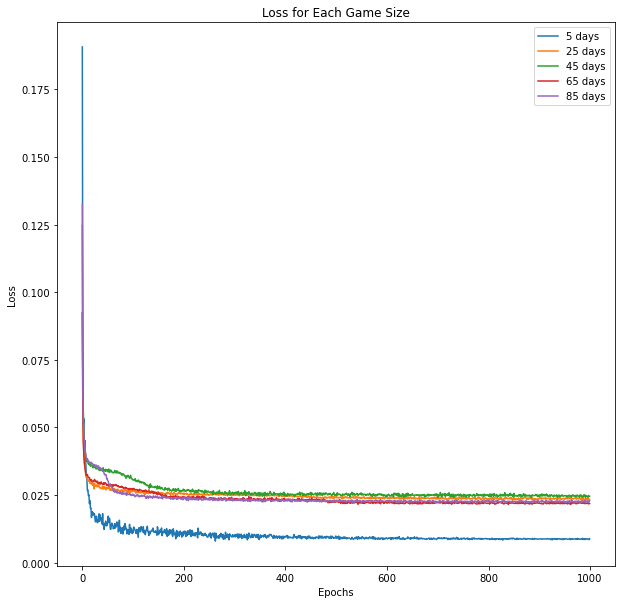 Loss for Each Game Size
5 days
25 days
45 days
65 days
85 days
0.175
0.150
0.125
0.100
0.075
0.050
0.025
0.000
Loss
0 200 400 600 800 1000
Epochs